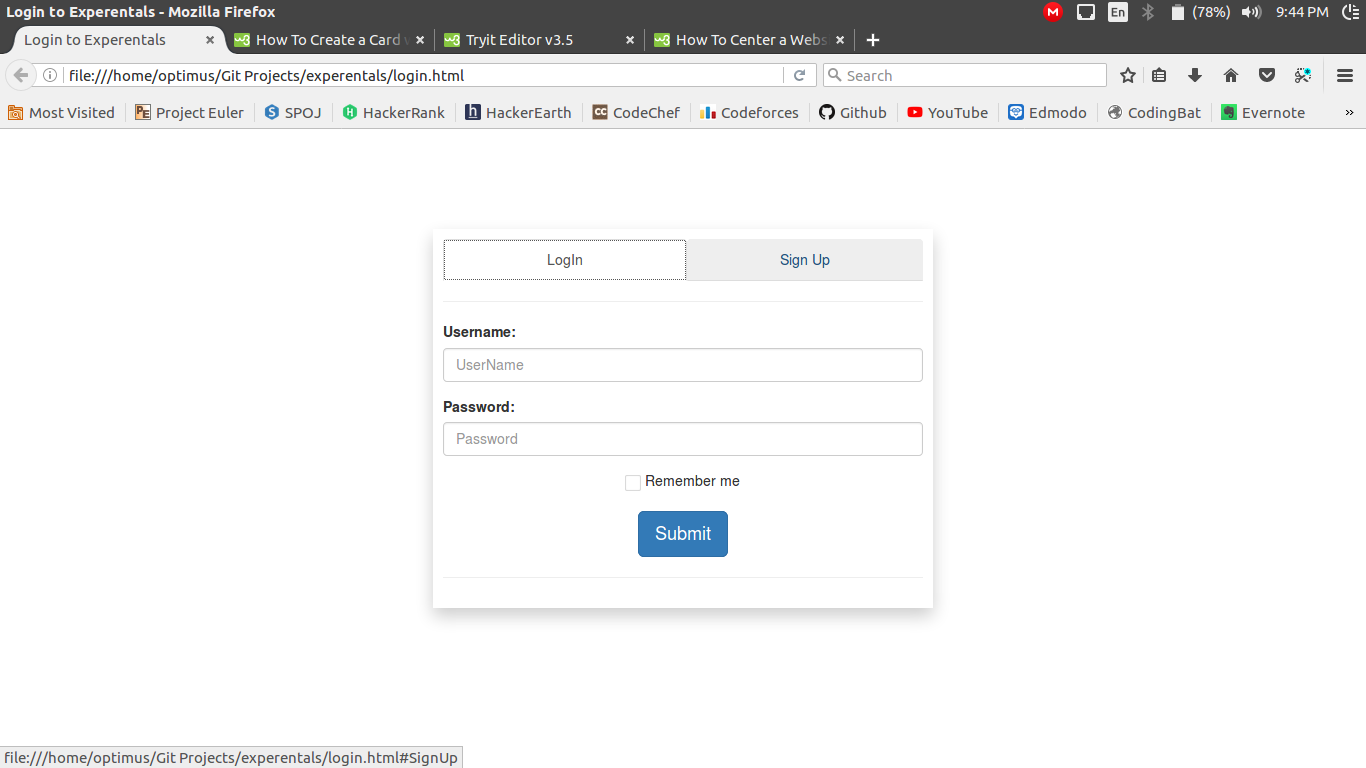 Login to Experentals - Mozilla Firefox
En
(78%)
9:44 PM
Login to Experentals
How To Create a Card
Tryit Editor v3.5
How To Center a Webs
file:///home/optimus/Git Projects/experentals/login.html
Search
Most Visited
Project Euler
SPOJ
HackerRank
HackerEarth
CodeChef
Codeforces
Github
YouTube
Edmodo
CodingBat
Evernote
LogIn
Sign Up
Username:
UserName
Password:
Password
Remember me
Submit
file:///home/optimus/Git Projects/experentals/login.html#SignUp